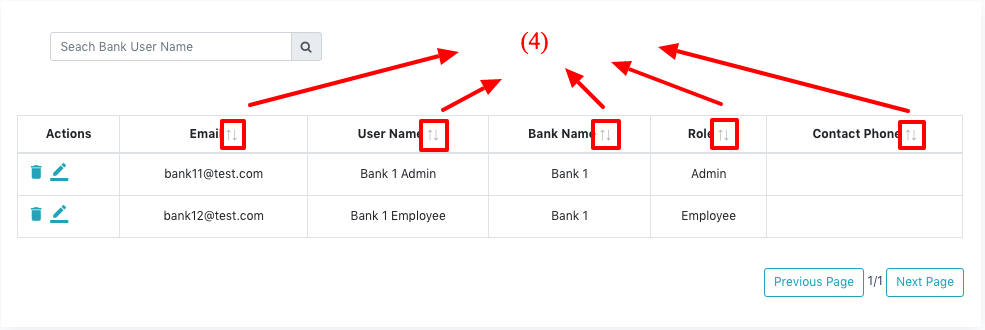 (4)
Seach Bank User Name
Actions Email User Name Bank Name Role Contact Phone
bank11@test.com Bank 1 Admin Bank 1 Admin
bank12@test.com Bank 1 Employee Bank 1 Employee
Previous Page 1/1 Next Page